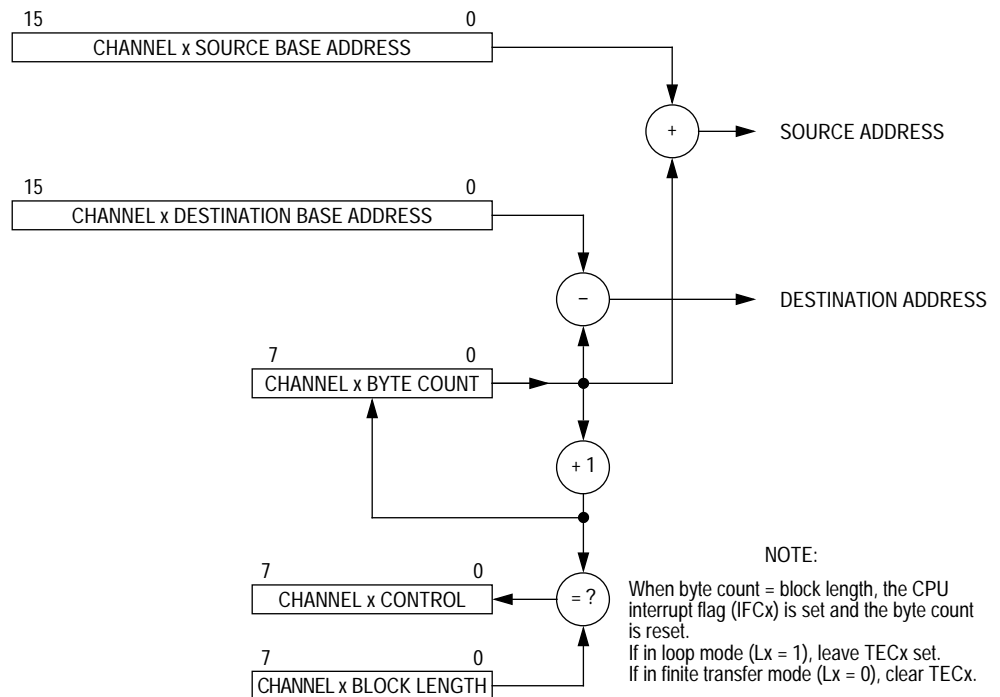 15 0
CHANNEL x SOURCE BASE ADDRESS
+
SOURCE ADDRESS
15 0
CHANNEL x DESTINATION BASE ADDRESS
–
DESTINATION ADDRESS
7 0
CHANNEL x BYTE COUNT
+ 1
7 0
CHANNEL x CONTROL
= ?
7 0
CHANNEL x BLOCK LENGTH
NOTE:
When byte count = block length, the CPU
interrupt flag (IFCx) is set and the byte count
is reset.
If in loop mode (Lx = 1), leave TECx set.
If in finite transfer mode (Lx = 0), clear TECx.